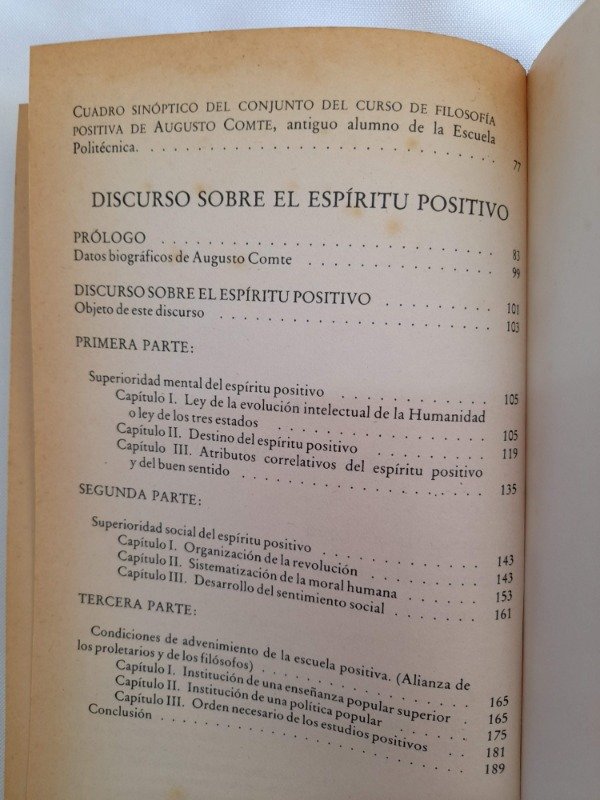 CUADRO SINÓPTICO DEL CONJUNTO DEL CURSO DE FILOSOFÍA
POSITIVA DE AUGUSTO COMTE, antiguo alumno de la Escuela
Politécnica. . . . . . . . . . . . . . . . . . . . . . . . 77
DISCURSO SOBRE EL ESPÍRITU POSITIVO
PRÓLOGO . . . . . . . . . . . . . . . . . . . . . . . . 83
Datos biográficos de Augusto Comte . . . . . . . . . . . . . 99
DISCURSO SOBRE EL ESPÍRITU POSITIVO . . . . . . . . 101
Objeto de este discurso . . . . . . . . . . . . . . . . . . . 103
PRIMERA PARTE:
Superioridad mental del espíritu positivo . . . . . . . . . . . 105
Capítulo I. Ley de la evolución intelectual de la Humanidad
o ley de los tres estados . . . . . . . . . . . . . . . . 105
Capítulo II. Destino del espíritu positivo . . . . . . . . . 119
Capítulo III. Atributos correlativos del espíritu positivo
y del buen sentido . . . . . . . . . . . . . . . . . . 135
SEGUNDA PARTE:
Superioridad social del espíritu positivo . . . . . . . . . . . . 143
Capítulo I. Organización de la revolución . . . . . . . . 143
Capítulo II. Sistematización de la moral humana . . . . . . 153
Capítulo III. Desarrollo del sentimiento social . . . . . . . 161
TERCERA PARTE:
Condiciones de advenimiento de la escuela positiva. (Alianza de
los proletarios y de los filósofos) . . . . . . . . . . . . . . . 165
Capítulo I. Institución de una enseñanza popular superior . 165
Capítulo II. Institución de una política popular . . . . . . 175
Capítulo III. Orden necesario de los estudios positivos . . 181
Conclusión . . . . . . . . . . . . . . . . . . . . . . . 189